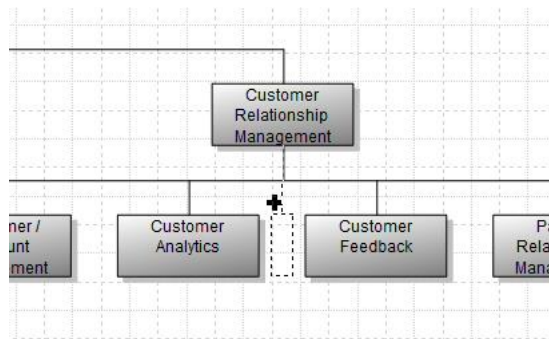 Customer
Relationship
Management
Customer
Analytics
Customer
Feedback